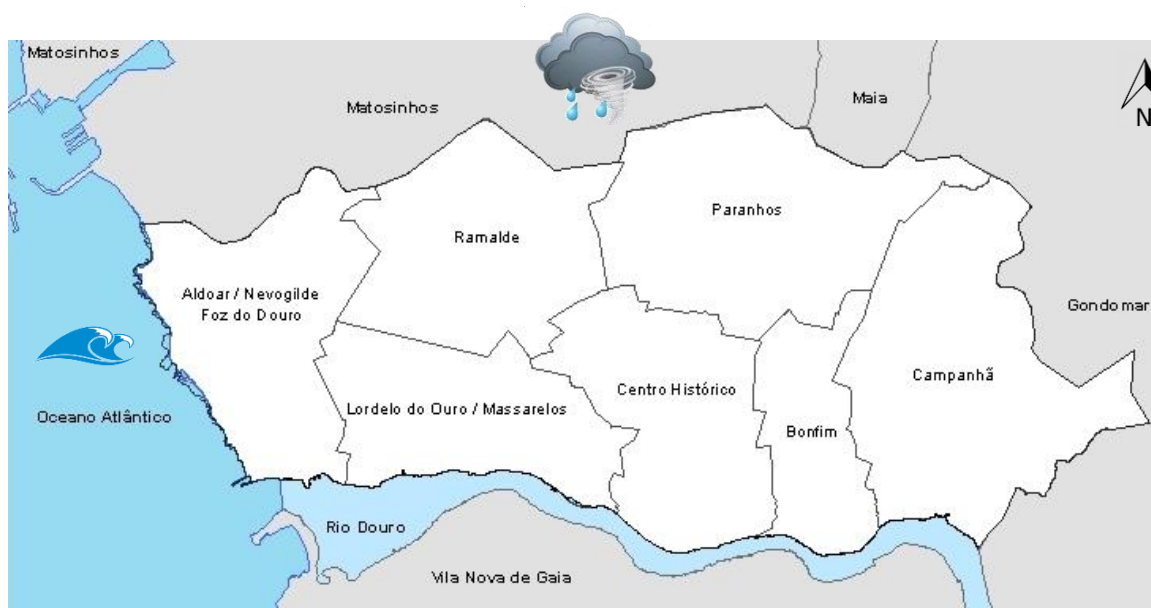 Matosinhos
Matosinhos
Maia
N
Paranhos
Ramalde
Aldoar / Nevogilde
Foz do Douro
Gondomar
Campanhã
Centro Histórico
Lordelo do Ouro / Massarelos
Oceano Atlântico
Bonfim
Rio Douro
Vila Nova de Gaia